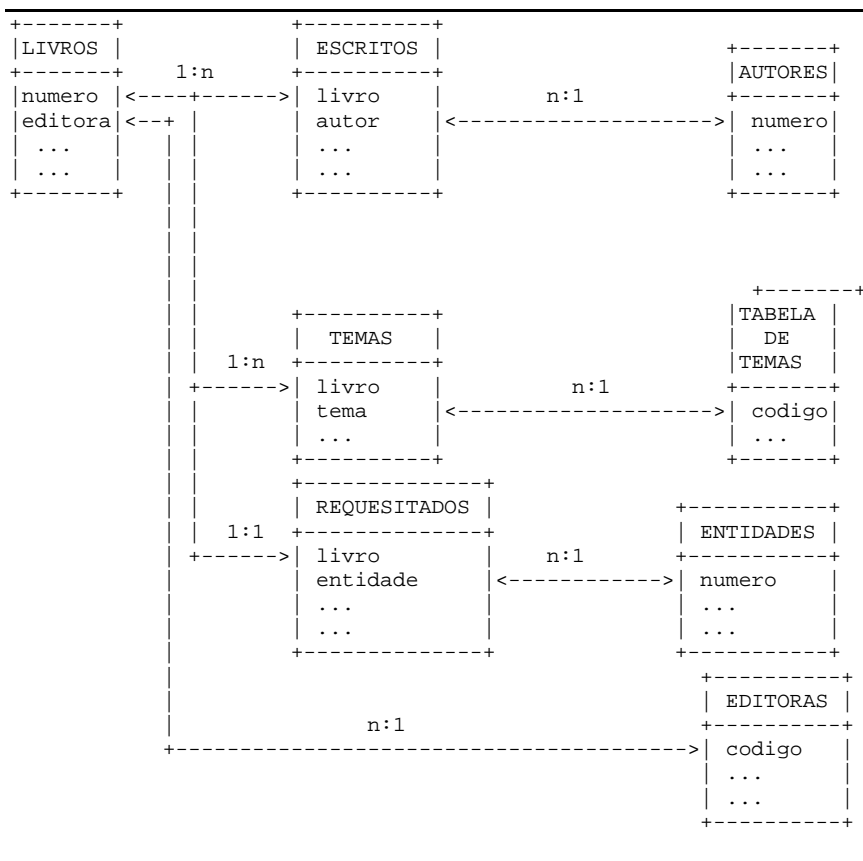 +-------+                +----------+
|LIVROS |                | ESCRITOS |                          +-------+
+-------+     1:n        +----------+                          |AUTORES|
|numero |<----+------>| livro    |          n:1             +-------+
|editora|<--+ |       | autor    |<-------------------->| numero|
| ...   |   | |       | ...      |                      | ...   |
| ...   |   | |       | ...      |                      | ...   |
+-------+   | |       +----------+                      +-------+
+-------+
+----------+ |TABELA |
| TEMAS | | DE |
1:n +----------+ |TEMAS |
+------>| livro | n:1 +-------+
| tema |<-------------------->| codigo|
| ... | | ... |
+----------+ +-------+
+--------------+
| REQUESITADOS | +-----------+
1:1 +--------------+ | ENTIDADES |
+------>| livro | n:1 +-----------+
| entidade |<------------>| numero |
| ... | | ... |
| ... | | ... |
+--------------+ +-----------+
+----------+
| EDITORAS |
n:1 +----------+
+-------------------------------------->| codigo |
| ... |
| ... |
+----------+